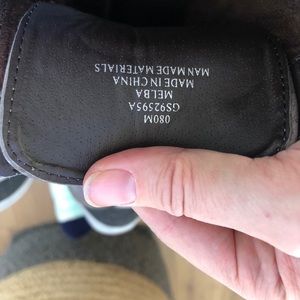 080M
GS92595A
MELBA
MADE IN CHINA
MAN MADE MATERIALS